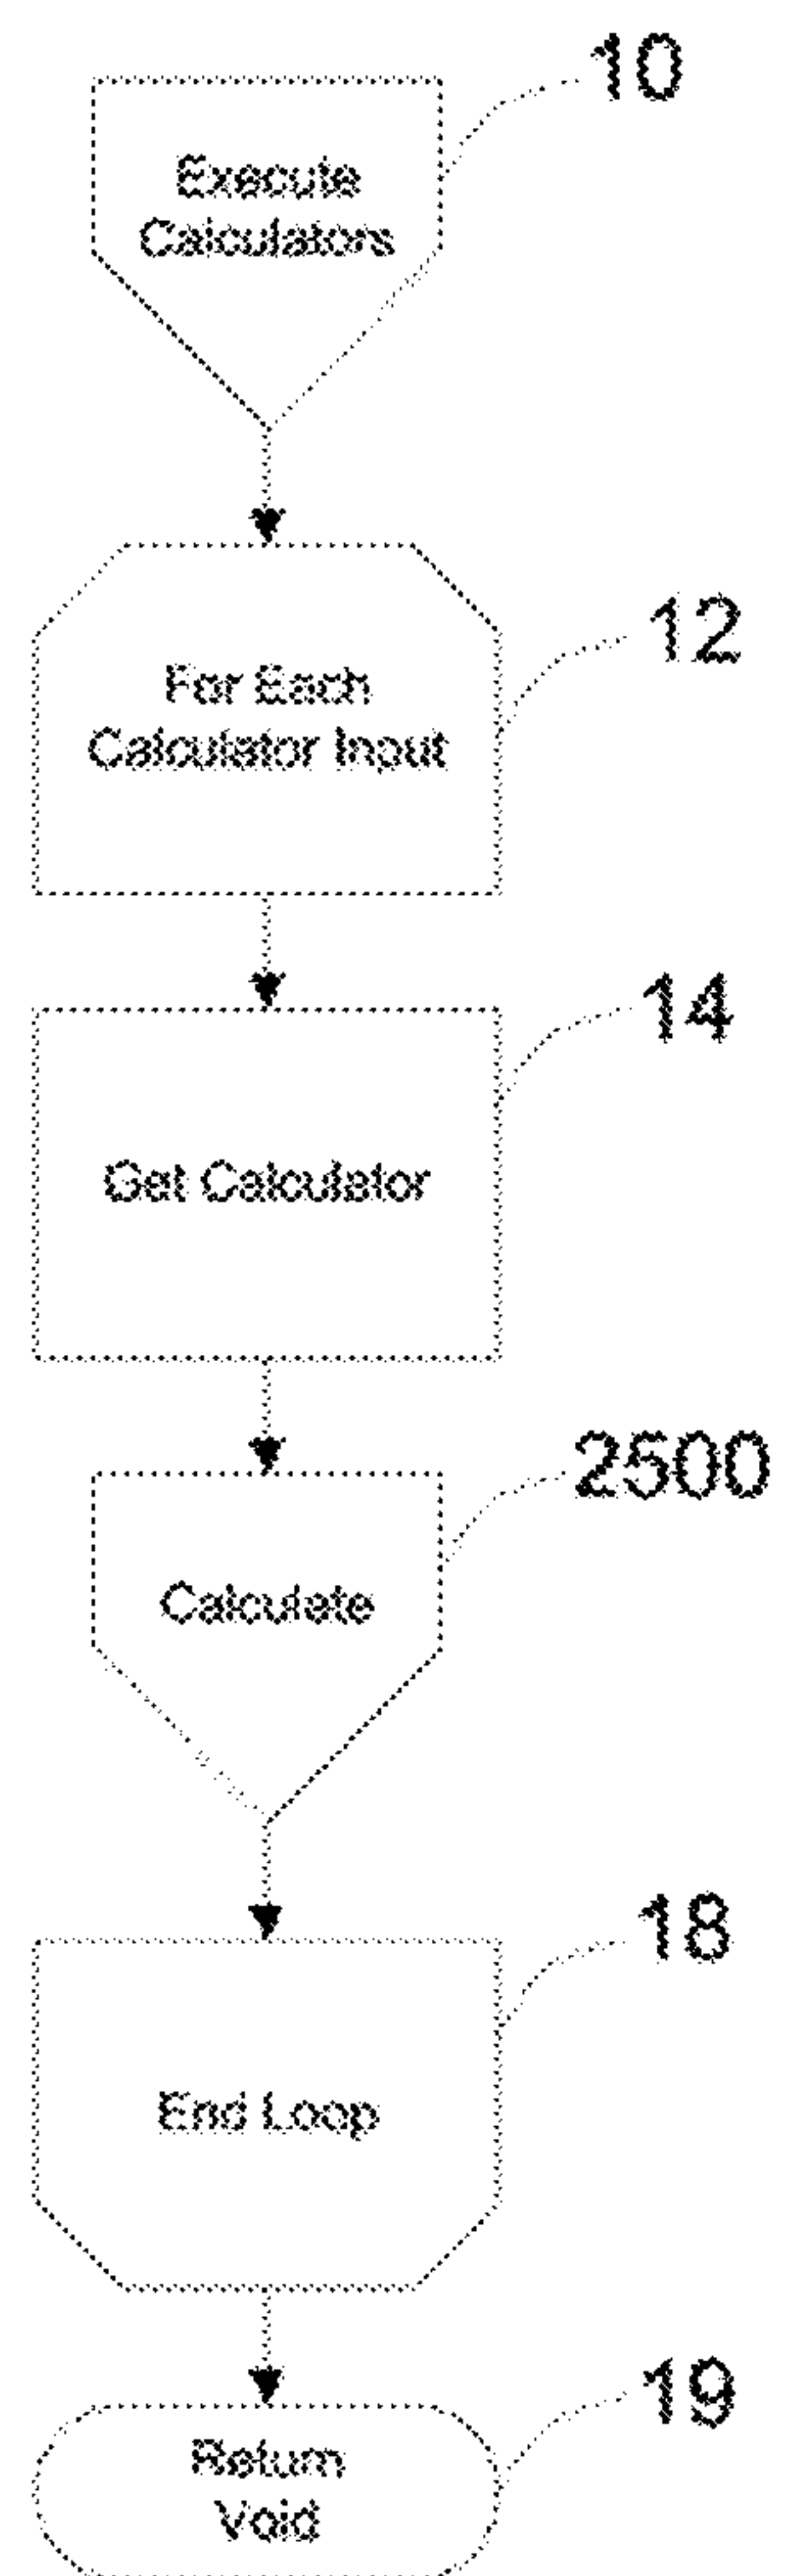 10
Execute
Calculators
12
For Each
Calculator Input
14
Get Calculator
2500
Calculate
18
End Loop
19
Return
Void